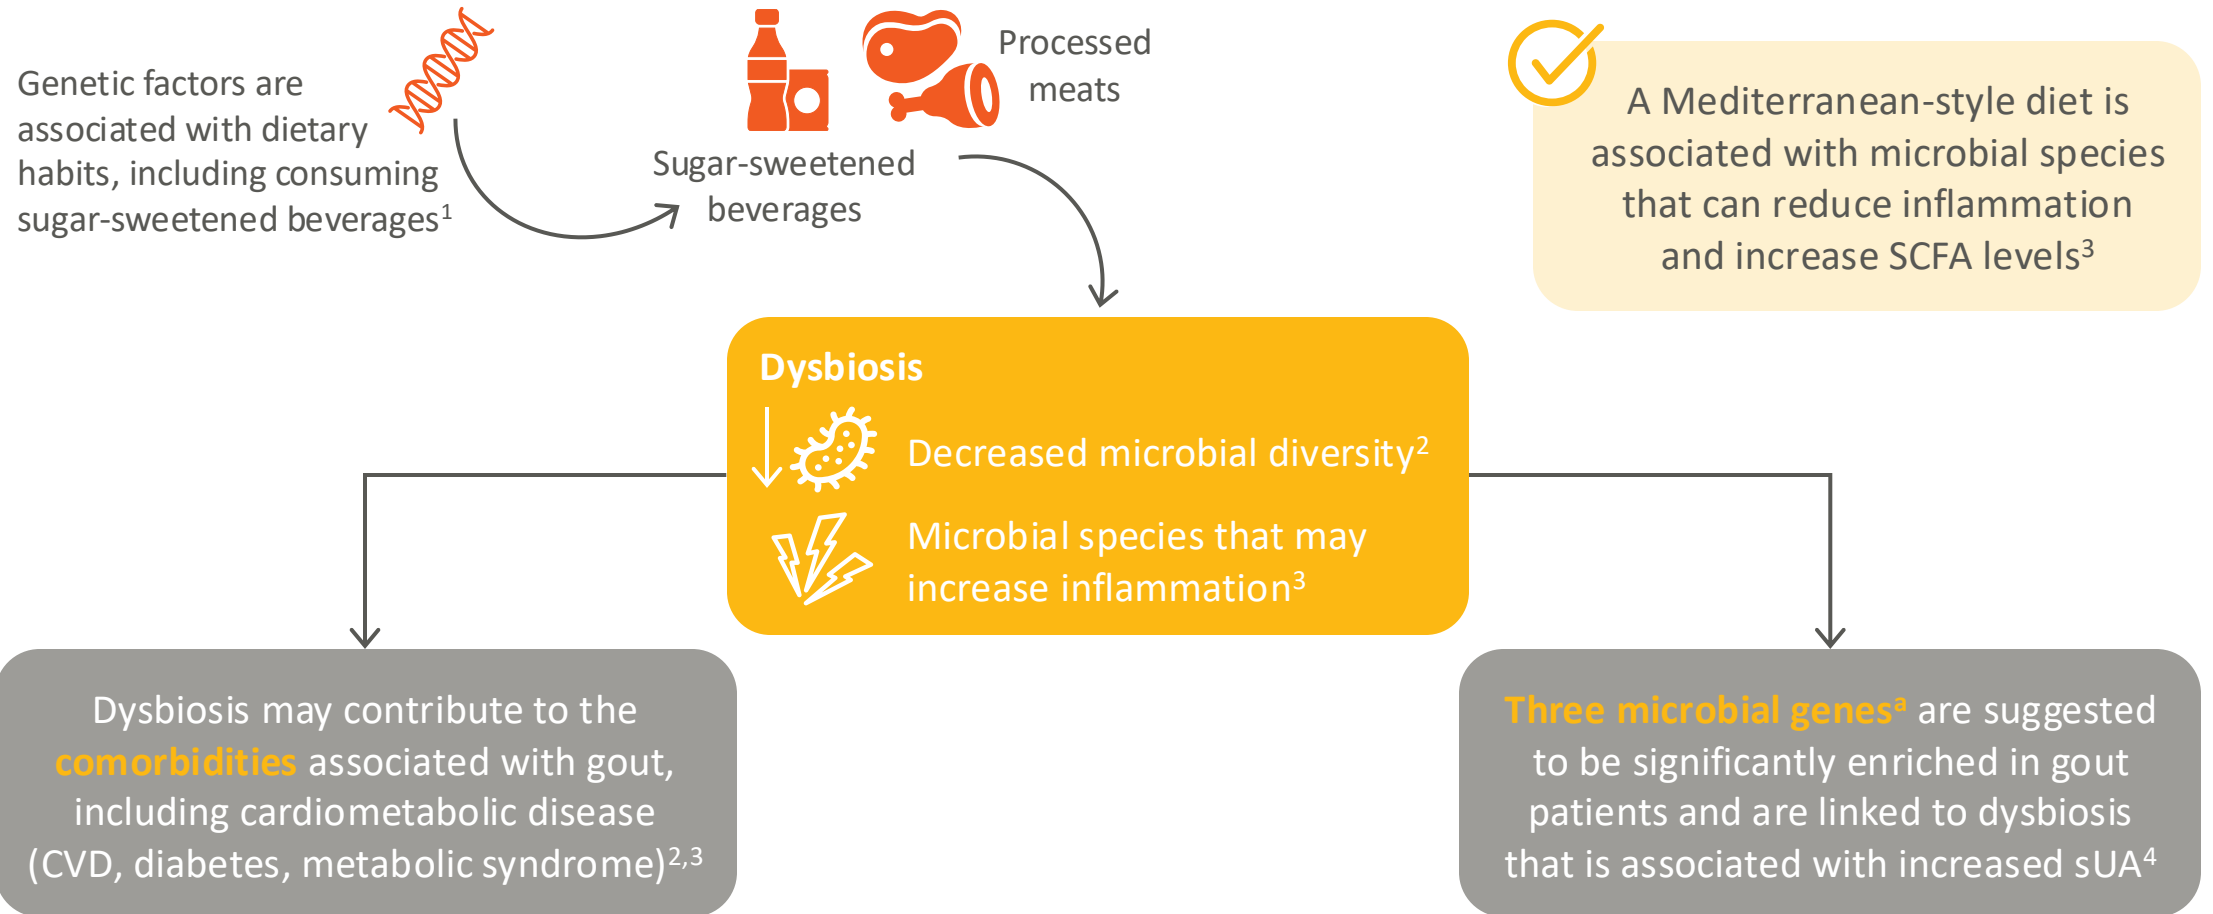 Genetic factors are
associated with dietary
habits, including consuming
sugar-sweetened beverages¹
Sugar-sweetened
beverages
Processed
meats
A Mediterranean-style diet is
associated with microbial species
that can reduce inflammation
and increase SCFA levels³
Dysbiosis
Decreased microbial diversity²
Microbial species that may
increase inflammation³
Dysbiosis may contribute to the
comorbidities associated with gout,
including cardiometabolic disease
(CVD, diabetes, metabolic syndrome)²,³
Three microbial genesᵃ are suggested
to be significantly enriched in gout
patients and are linked to dysbiosis
that is associated with increased sUA⁴